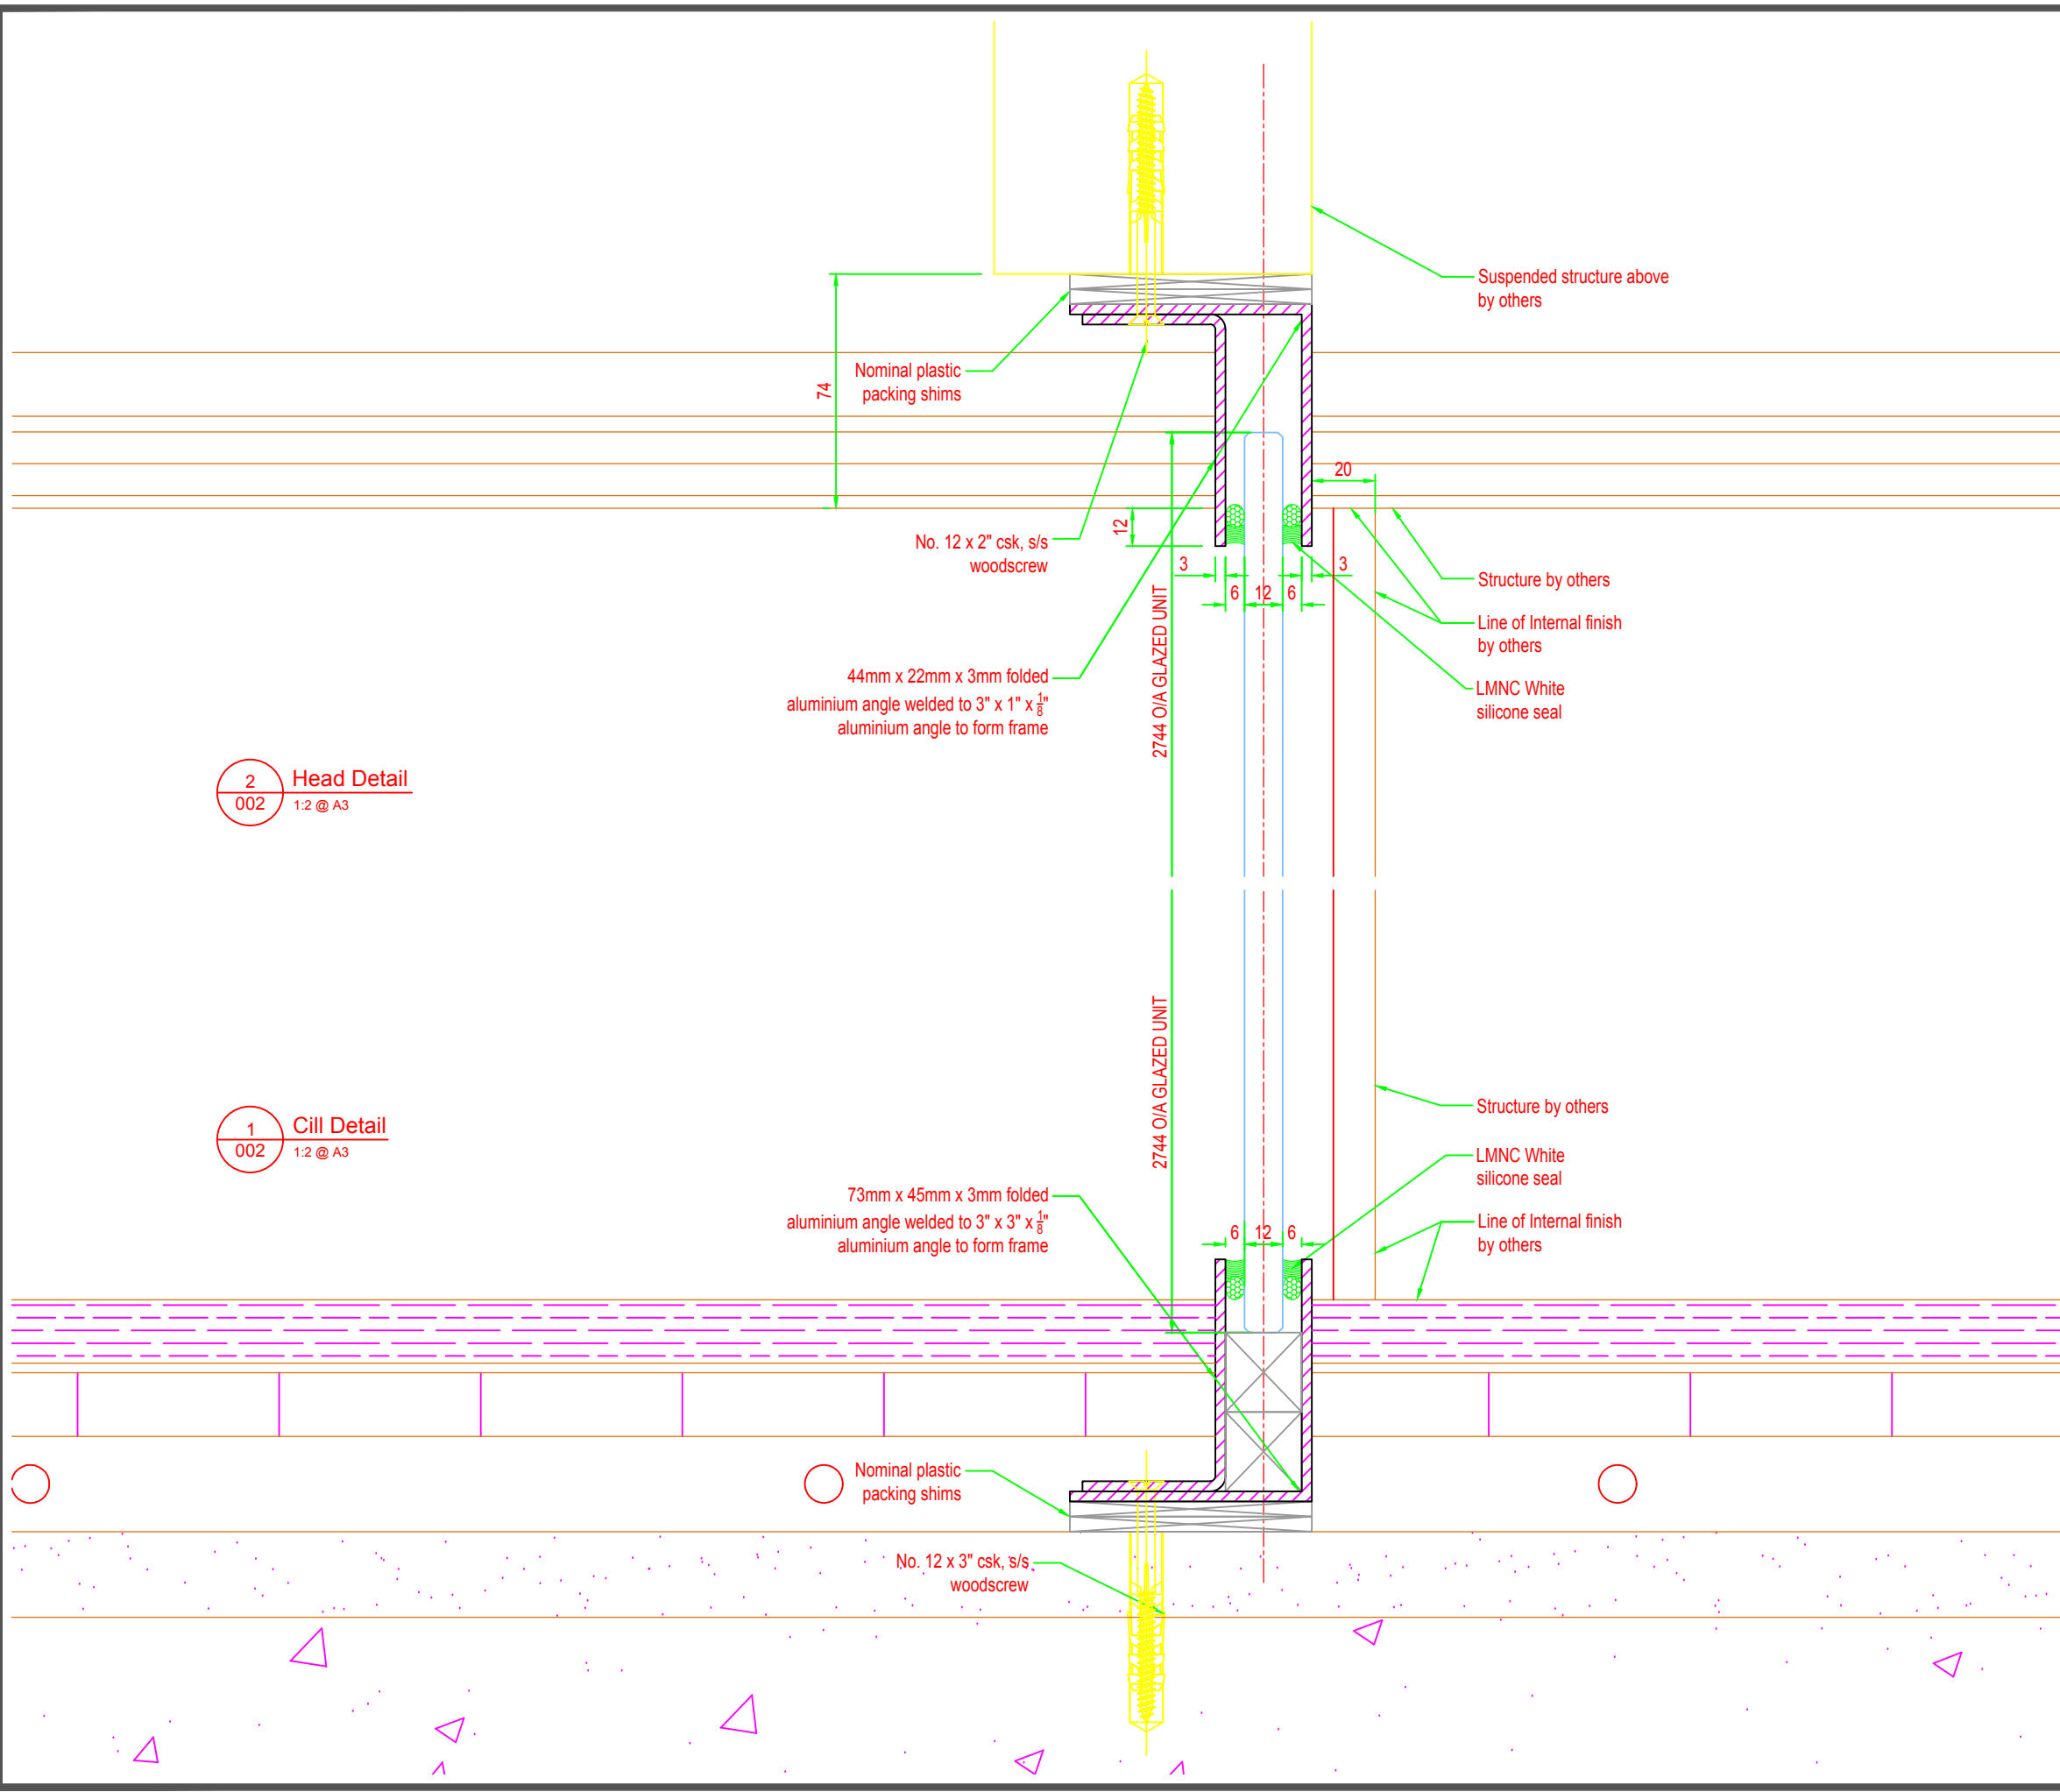 Suspended structure above
by others
Nominal plastic
packing shims
74
20
12
No. 12 x 2" csk, s/s
woodscrew
3
3
6
12
6
Structure by others
Line of Internal finish
by others
2744 O/A GLAZED UNIT
44mm x 22mm x 3mm folded
aluminium angle welded to 3" x 1" x 1/8"
aluminium angle to form frame
LMNC White
silicone seal
2
002
Head Detail
1:2 @ A3
2744 O/A GLAZED UNIT
1
002
Cill Detail
1:2 @ A3
Structure by others
LMNC White
silicone seal
73mm x 45mm x 3mm folded
aluminium angle welded to 3" x 3" x 1/8"
aluminium angle to form frame
6
12
6
Line of Internal finish
by others
Nominal plastic
packing shims
No. 12 x 3" csk, s/s
woodscrew